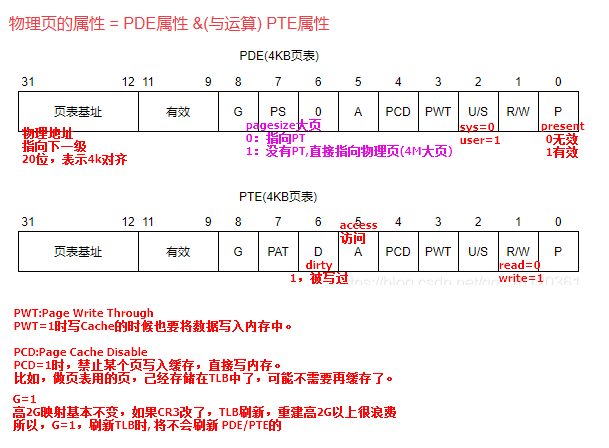 物理页的属性 = PDE属性 &(与运算) PTE属性
PDE(4KB页表)
31 12 11 9 8 7 6 5 4 3 2 1 0
页表基址 有效 G PS 0 A PCD PWT U/S R/W P
物理地址
指向下一级
20位，表示4k对齐
pagesize大页
0：指向PT
1：没有PT,直接指向物理页(4M大页)
sys=0
user=1
present
0无效
1有效
PTE(4KB页表)
31 12 11 9 8 7 6 5 4 3 2 1 0
access
访问
页表基址 有效 G PAT D A PCD PWT U/S R/W P
dirty
1，被写过
read=0
write=1
PWT:Page Write Through
PWT=1时写Cache的时候也要将数据写入内存中。
PCD:Page Cache Disable
PCD=1时，禁止某个页写入缓存，直接写内存。
比如，做页表用的页，己经存储在TLB中了，可能不需要再缓存了。
G=1
高2G映射基本不变，如果CR3改了，TLB刷新，重建高2G以上很浪费
所以，G=1，刷新TLB时, 将不会刷新 PDE/PTE的